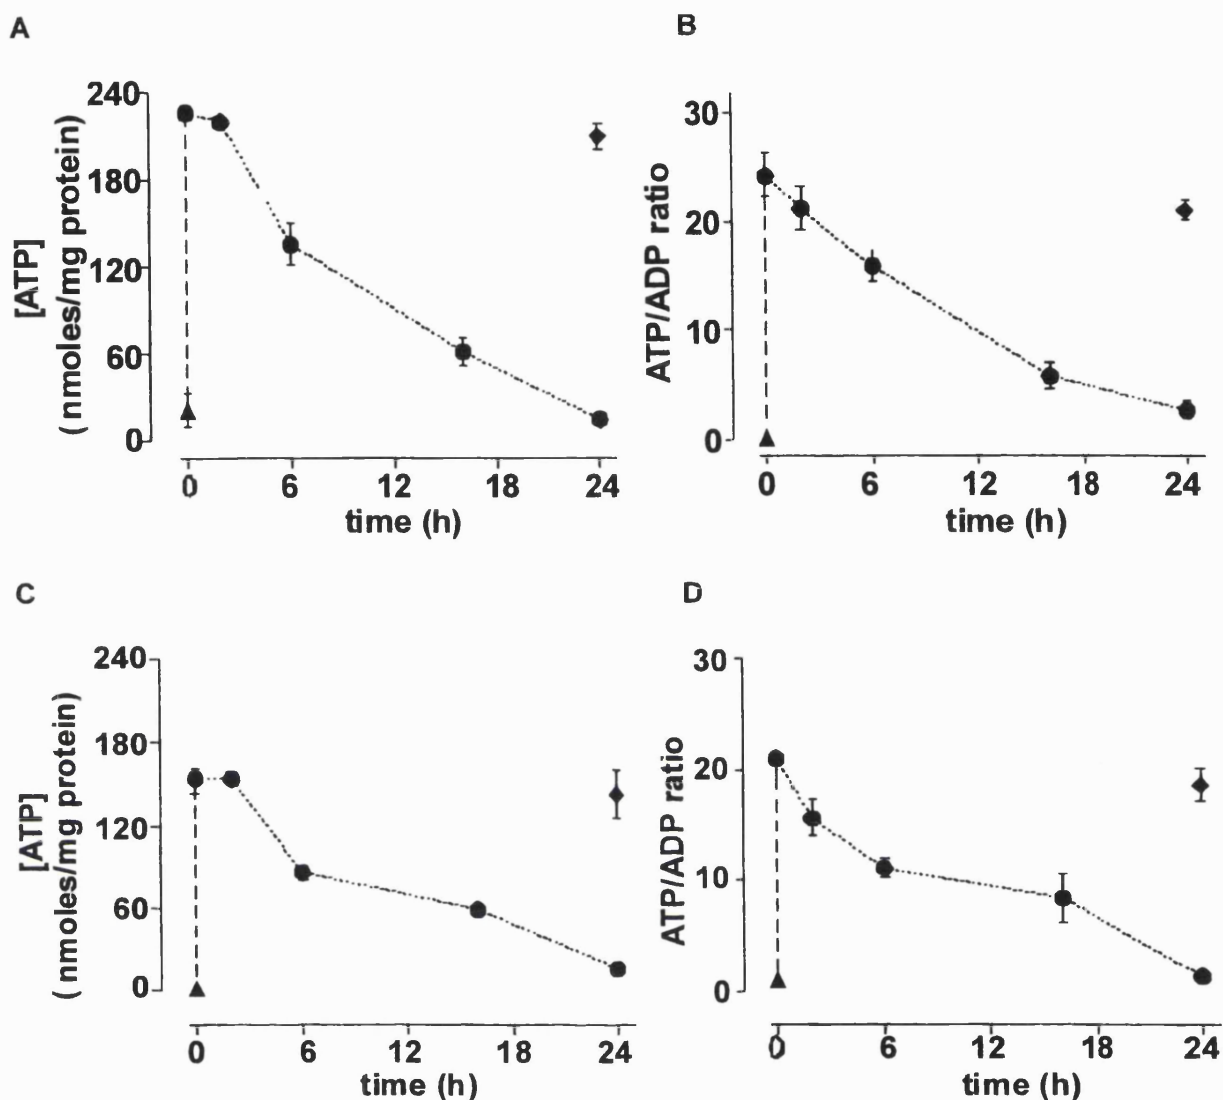 A
240
180
120
60
0
[ATP]
(nmoles/mg protein)
0 6 12 18 24
time (h)
B
30
20
10
0
ATP/ADP ratio
0 6 12 18 24
time (h)
C
240
180
120
60
0
[ATP]
(nmoles/mg protein)
0 6 12 18 24
time (h)
D
30
20
10
0
ATP/ADP ratio
0 6 12 18 24
time (h)